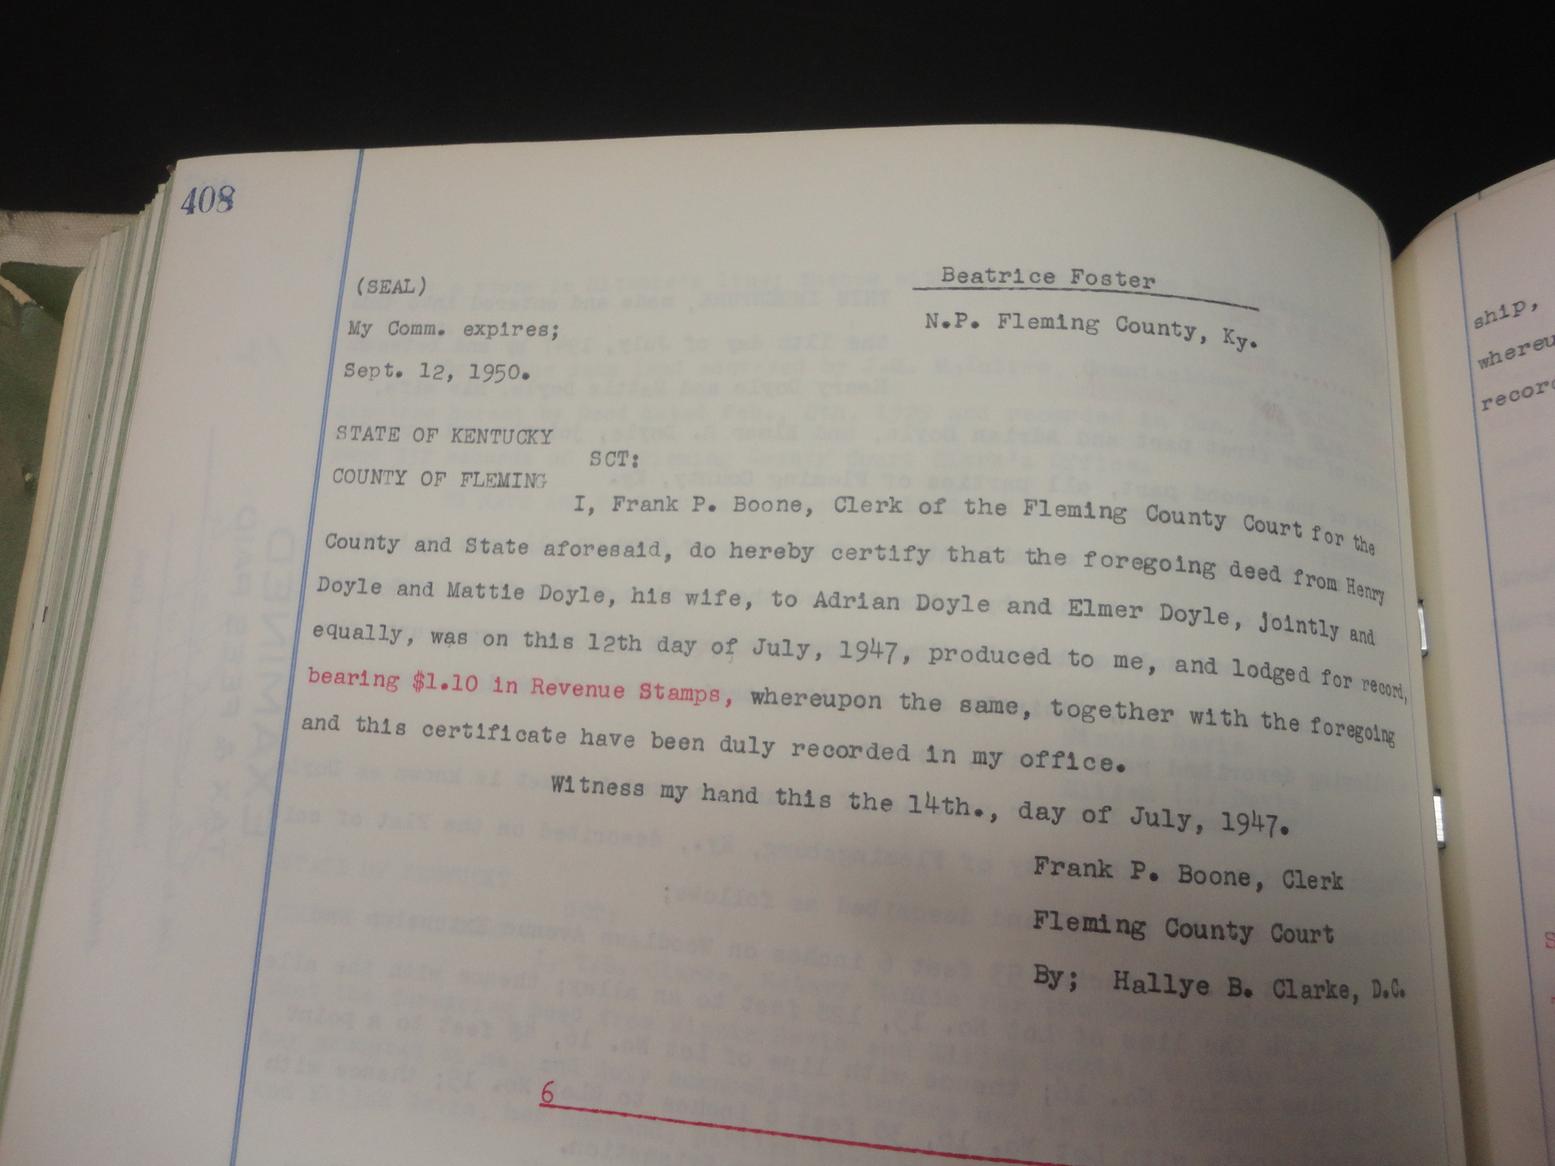 408
(SEAL)
Beatrice Foster
My Comm. expires;
N.P. Fleming County, Ky.
Sept. 12, 1950.
STATE OF KENTUCKY
SCT:
COUNTY OF FLEMING
I, Frank P. Boone, Clerk of the Fleming County Court for the
County and State aforesaid, do hereby certify that the foregoing deed from Henry
Doyle and Mattie Doyle, his wife, to Adrian Doyle and Elmer Doyle, jointly and
equally, was on this 12th day of July, 1947, produced to me, and lodged for record,
bearing $1.10 in Revenue Stamps, whereupon the same, together with the foregoing
and this certificate have been duly recorded in my office.
Witness my hand this the 14th., day of July, 1947.
Frank P. Boone, Clerk
Fleming County Court
By; Hallye B. Clarke, D.C.
6
ship,